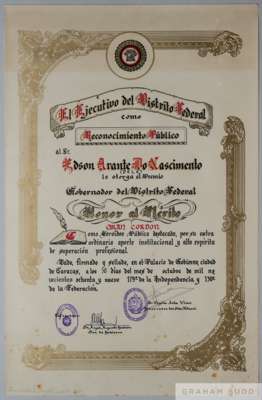 El Ejecutivo del Distrito Federal
como
Reconocimiento Público
al Sr.
Edson Arante Do Nascimento
le otorga el Premio
Gobernador del Distrito Federal
Honor al Mérito
GRAN CORDON
Como Servidor Público destacado, por su extra
ordinario aporte institucional y alto espíritu
de superación profesional.
Dado, firmado y sellado, en el Palacio de Gobierno, ciudad de
Caracas, a los 30 días del mes de octubre de mil no
vecientos ochenta y nueve 179º de la Independencia y 130º
de la Federación.
GRAHAM BUDD